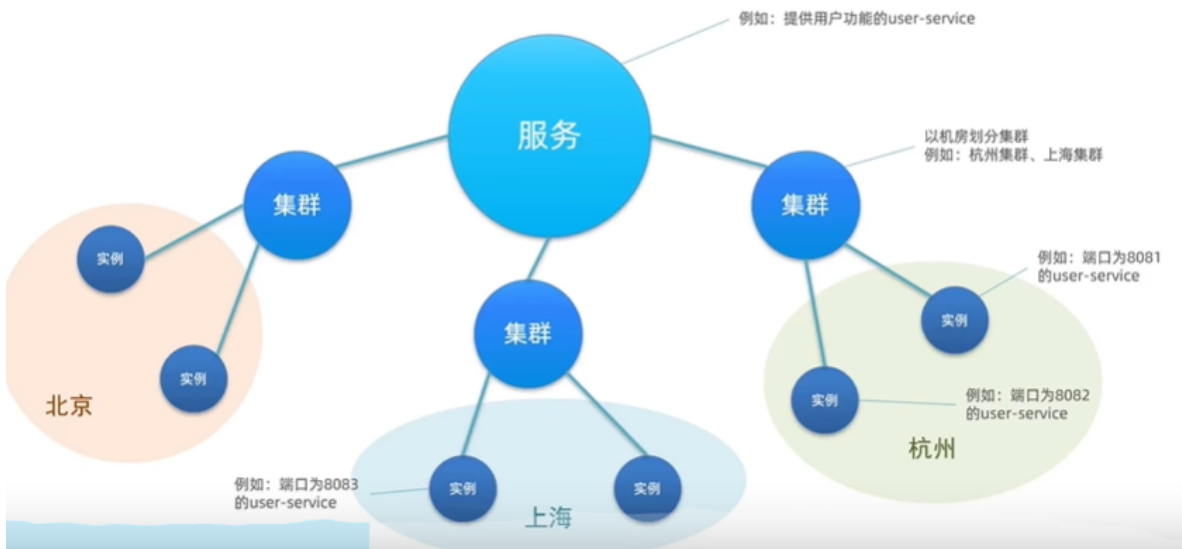 例如：提供用户功能的user-service
服务
以机房划分集群
例如：杭州集群、上海集群
集群
集群
实例
例如：端口为8081
的user-service
实例
集群
实例
实例
例如：端口为8082
的user-service
实例
北京
杭州
例如：端口为8083
的user-service
实例
实例
上海